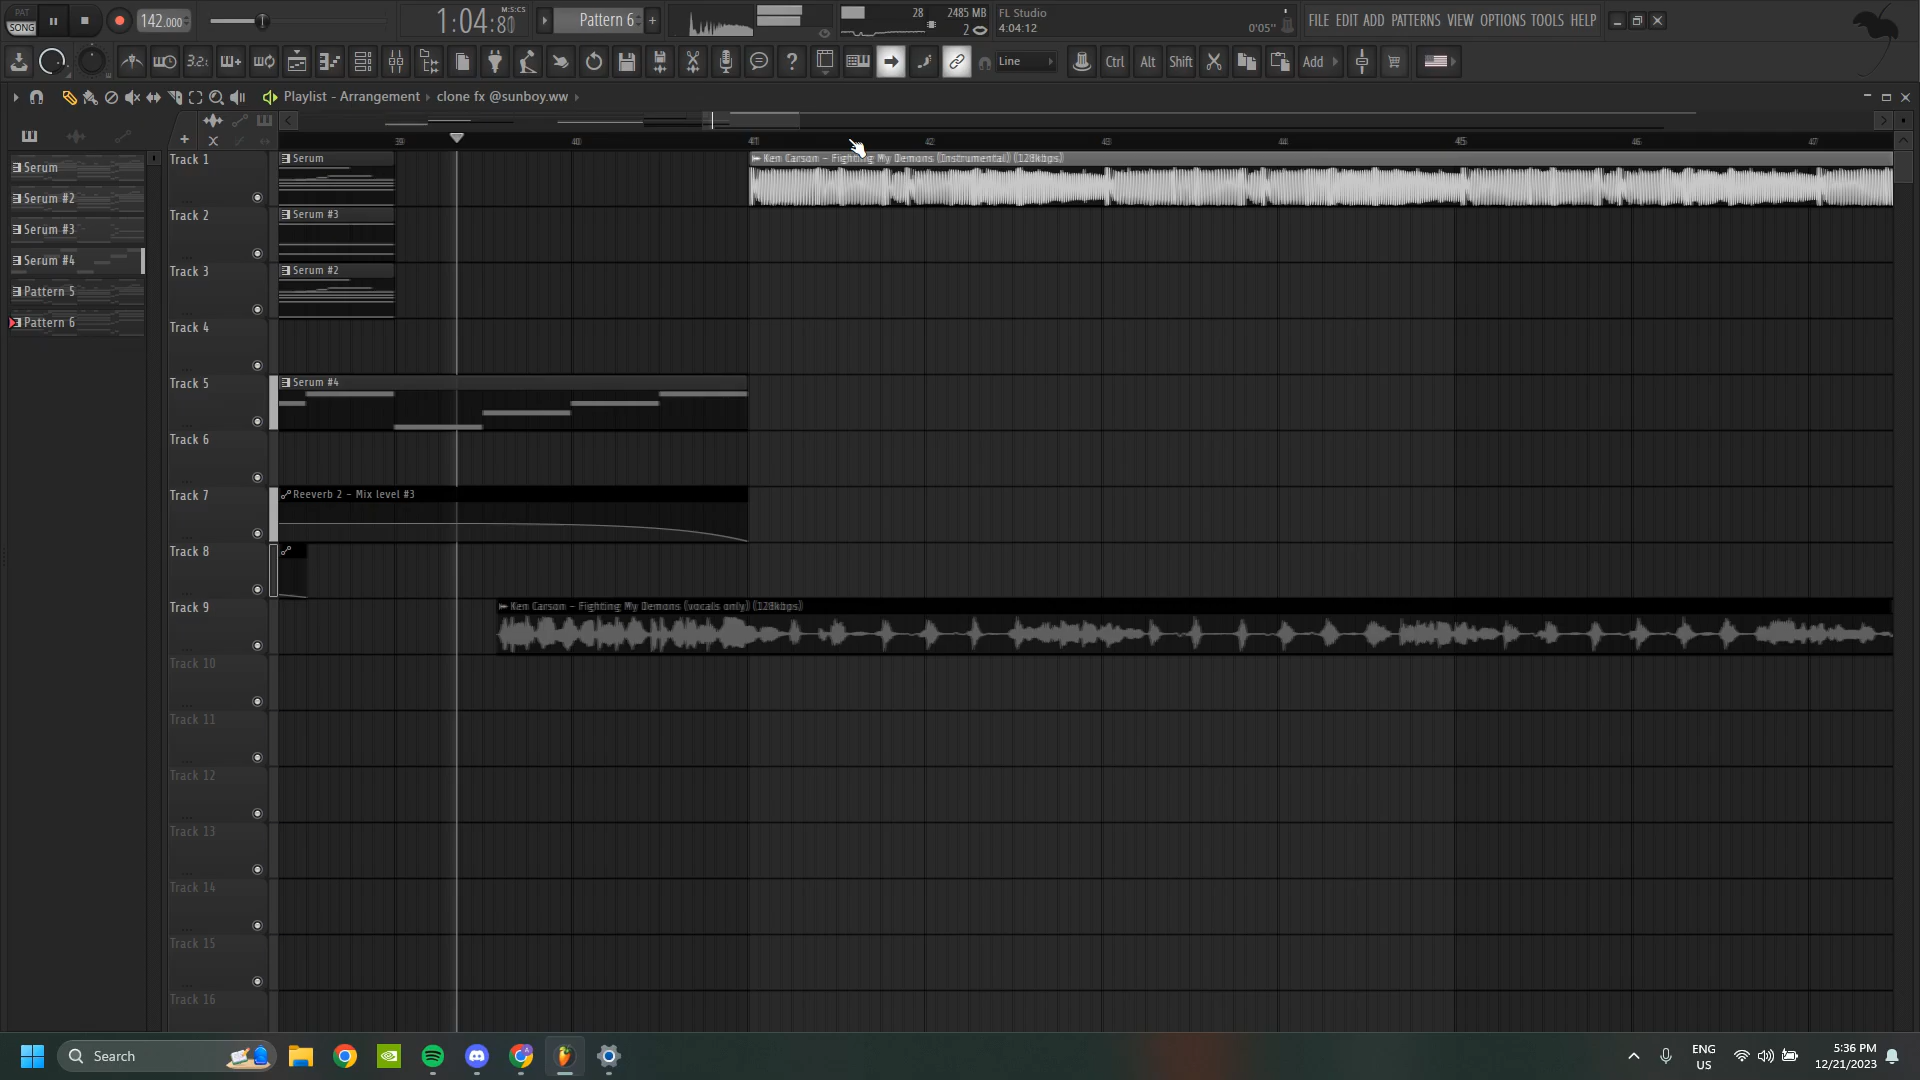 PAT
SONG
142.000
1:04:80
M:S:CS
Pattern 6
+
28
2485 MB
2
FL Studio
4:04:12
0'05''
FILE EDIT ADD PATTERNS VIEW OPTIONS TOOLS HELP
3.2.
?
Line
Ctrl
Alt
Shift
Add
Playlist - Arrangement
clone fx @sunboy.ww
39
40
41
42
43
44
45
46
47
Serum
Serum #2
Serum #3
Serum #4
Pattern 5
Pattern 6
Track 1
Serum
Ken Carson - Fighting My Demons (Instrumental) (128kbps)
Track 2
Serum #3
Track 3
Serum #2
Track 4
Track 5
Serum #4
Track 6
Track 7
Reeverb 2 - Mix level #3
Track 8
Track 9
Ken Carson - Fighting My Demons (vocals only) (128kbps)
Track 10
Track 11
Track 12
Track 13
Track 14
Track 15
Track 16
Search
ENG
US
5:36 PM
12/21/2023